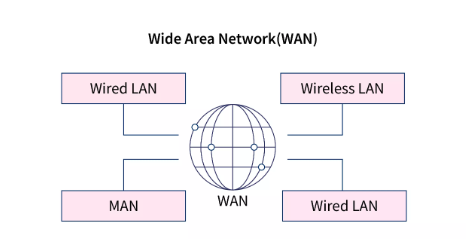 Wide Area Network(WAN)
Wired LAN
Wireless LAN
MAN
WAN
Wired LAN